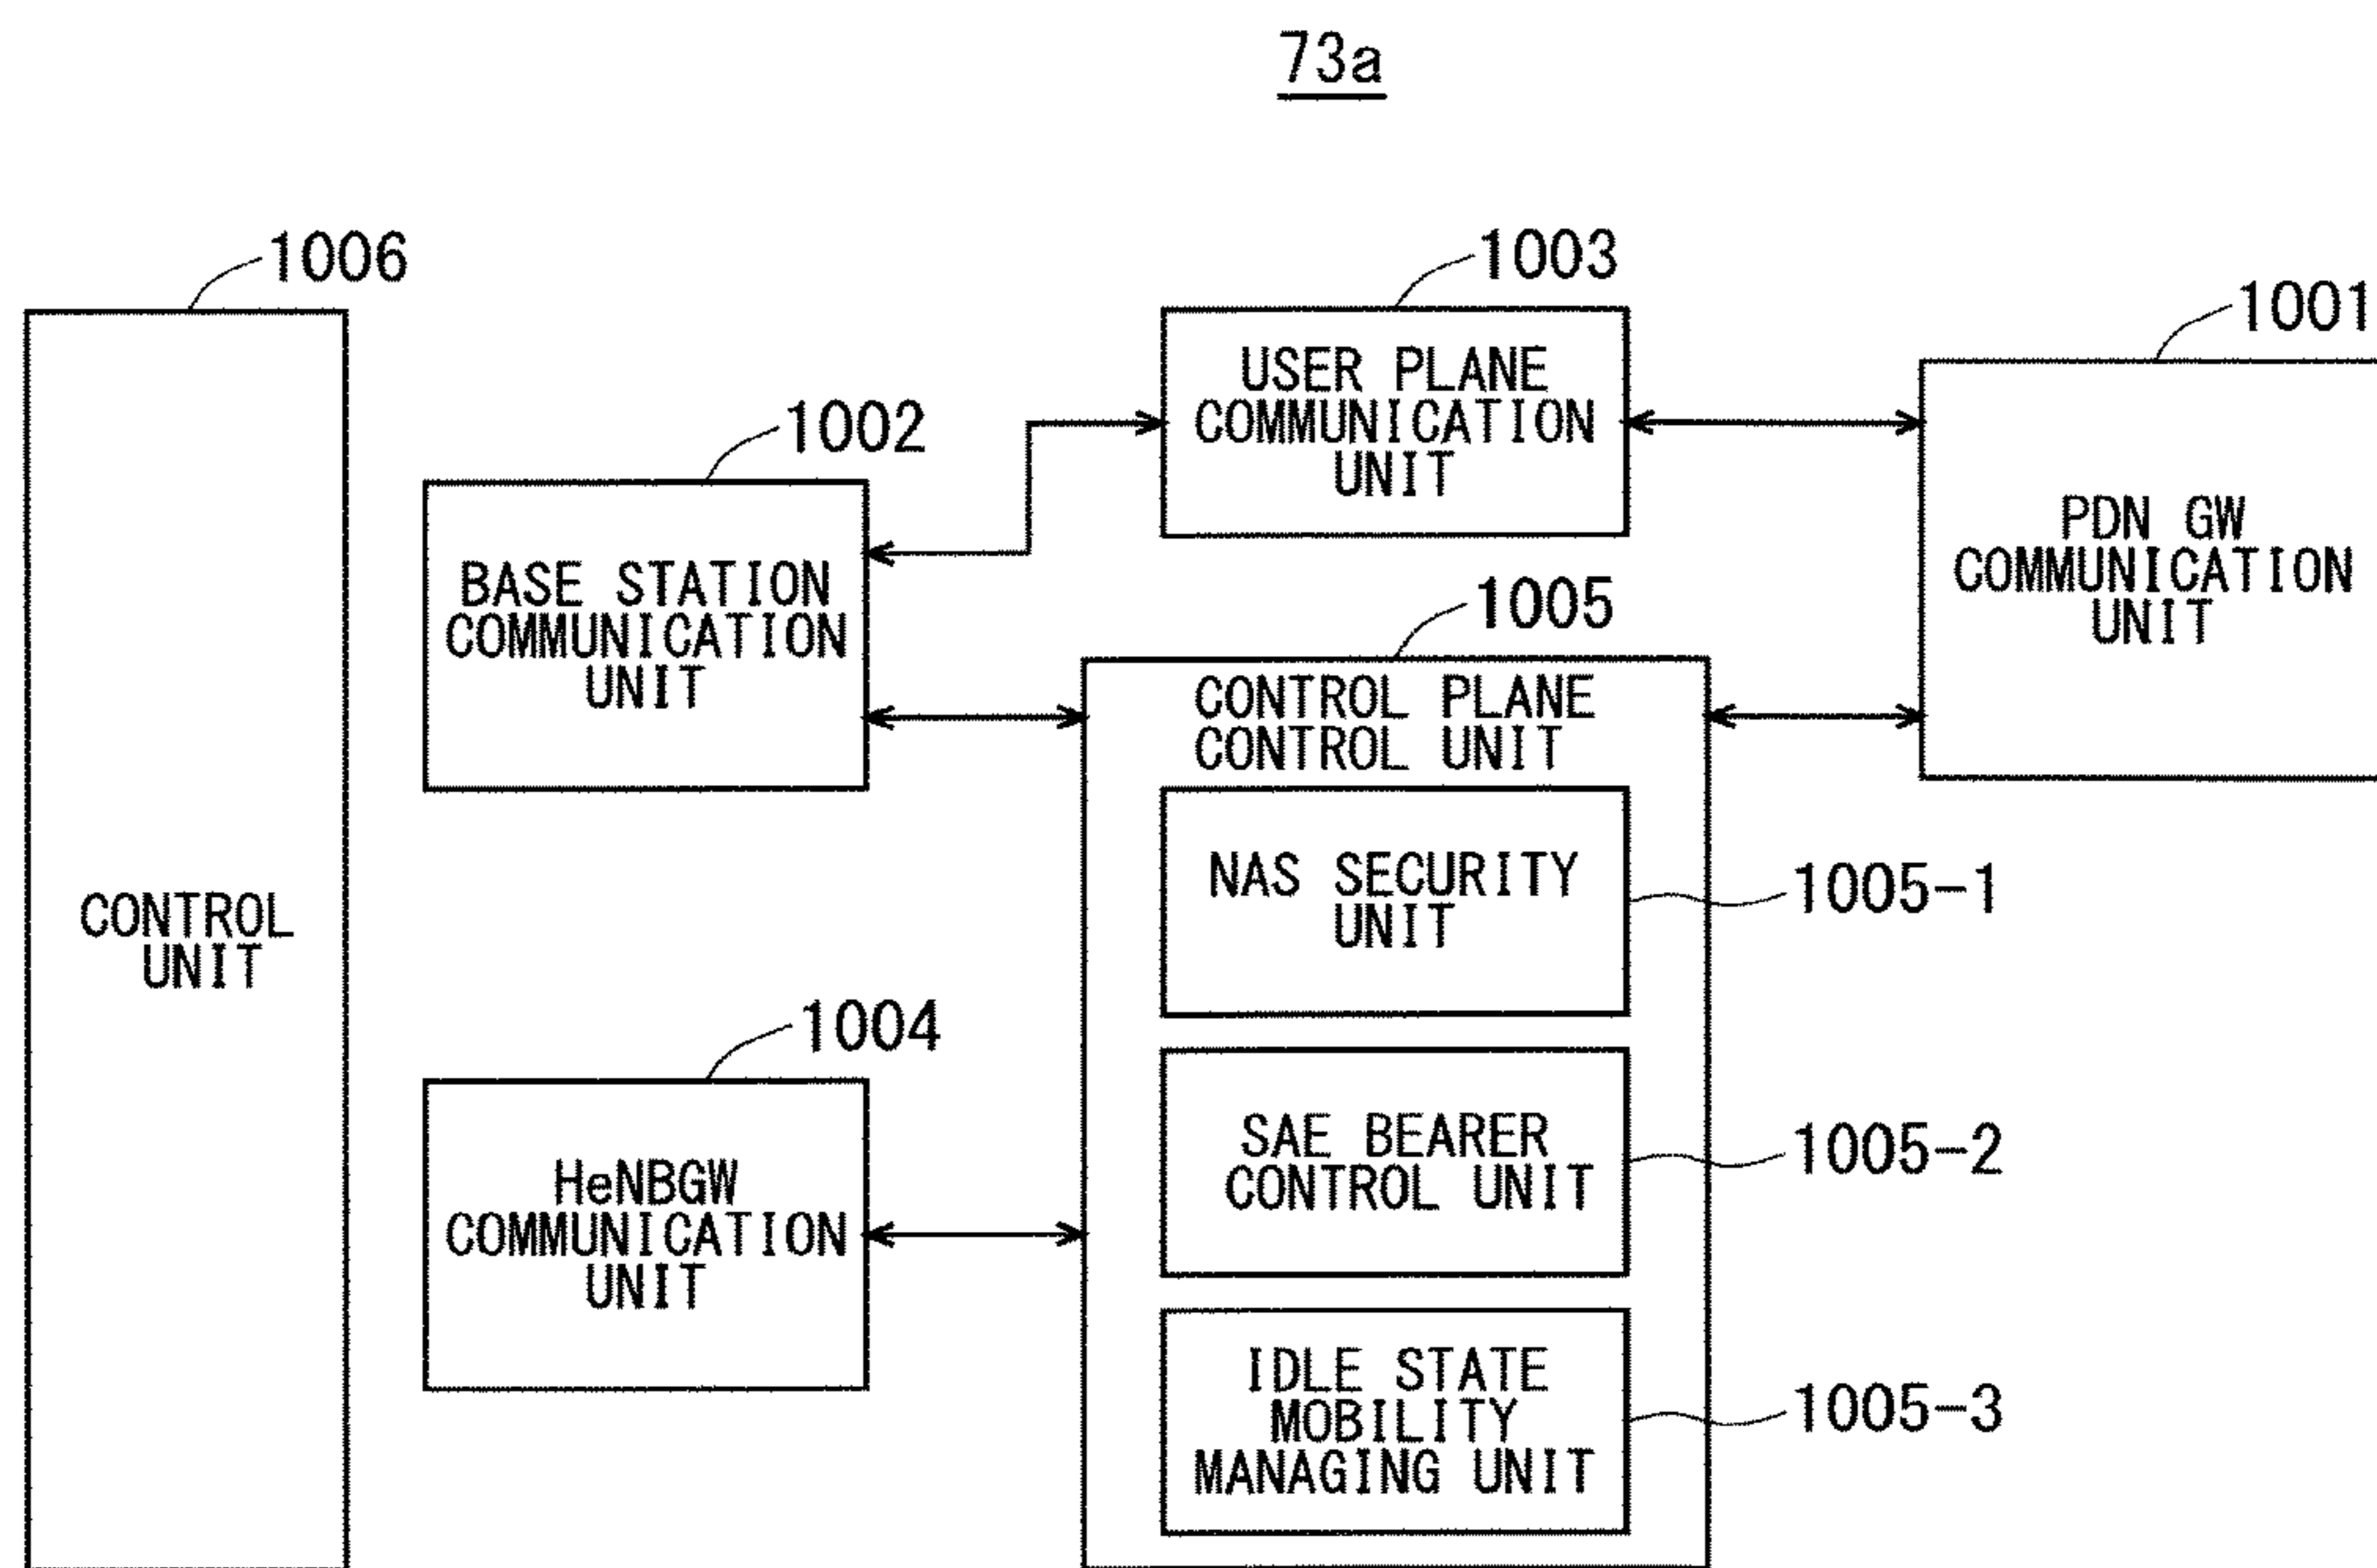 73a
1006
1003
1001
USER PLANE
COMMUNICATION
UNIT
1002
PDN GW
COMMUNICATION
UNIT
BASE STATION
COMMUNICATION
UNIT
1005
CONTROL PLANE
CONTROL UNIT
NAS SECURITY
UNIT
1005-1
CONTROL
UNIT
1004
SAE BEARER
CONTROL UNIT
1005-2
HeNBGW
COMMUNICATION
UNIT
IDLE STATE
MOBILITY
MANAGING UNIT
1005-3